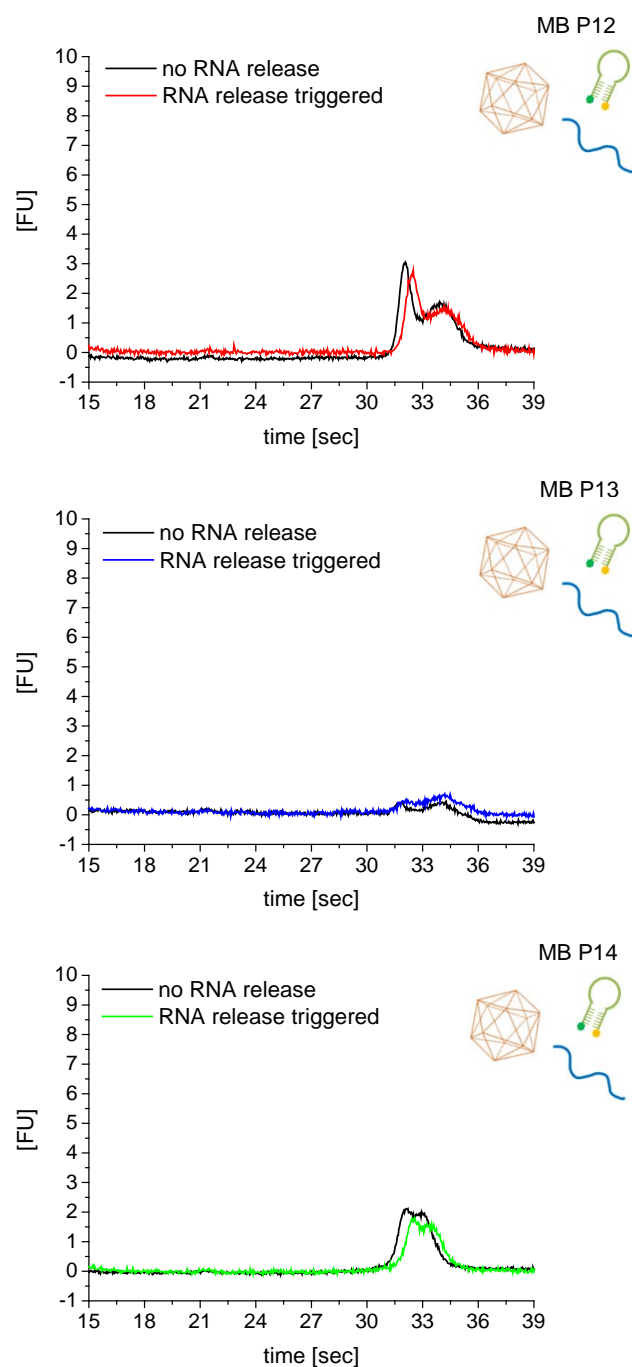 MB P12
10
no RNA release
9
RNA release triggered
8
7
6
5
4
3
2
1
0
-1
[FU]
15 18 21 24 27 30 33 36 39
time [sec]
MB P13
10
no RNA release
9
RNA release triggered
8
7
6
5
4
3
2
1
0
-1
[FU]
15 18 21 24 27 30 33 36 39
time [sec]
MB P14
10
no RNA release
9
RNA release triggered
8
7
6
5
4
3
2
1
0
-1
[FU]
15 18 21 24 27 30 33 36 39
time [sec]